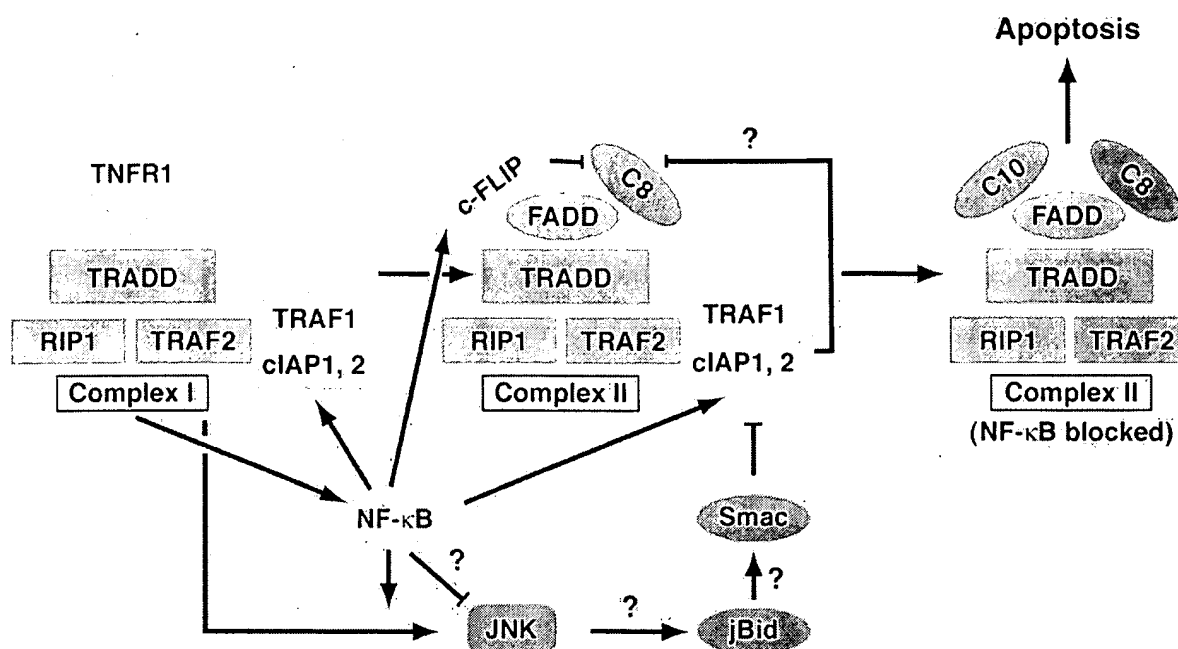 Apoptosis
TNFR1
c-FLIP
?
C8
FADD
TRADD
RIP1
TRAF2
Complex I
TRAF1
cIAP1, 2
TRADD
RIP1
TRAF2
Complex II
TRAF1
cIAP1, 2
C10
C8
FADD
TRADD
RIP1
TRAF2
Complex II
(NF-κB blocked)
NF-κB
?
JNK
?
jBid
?
Smac